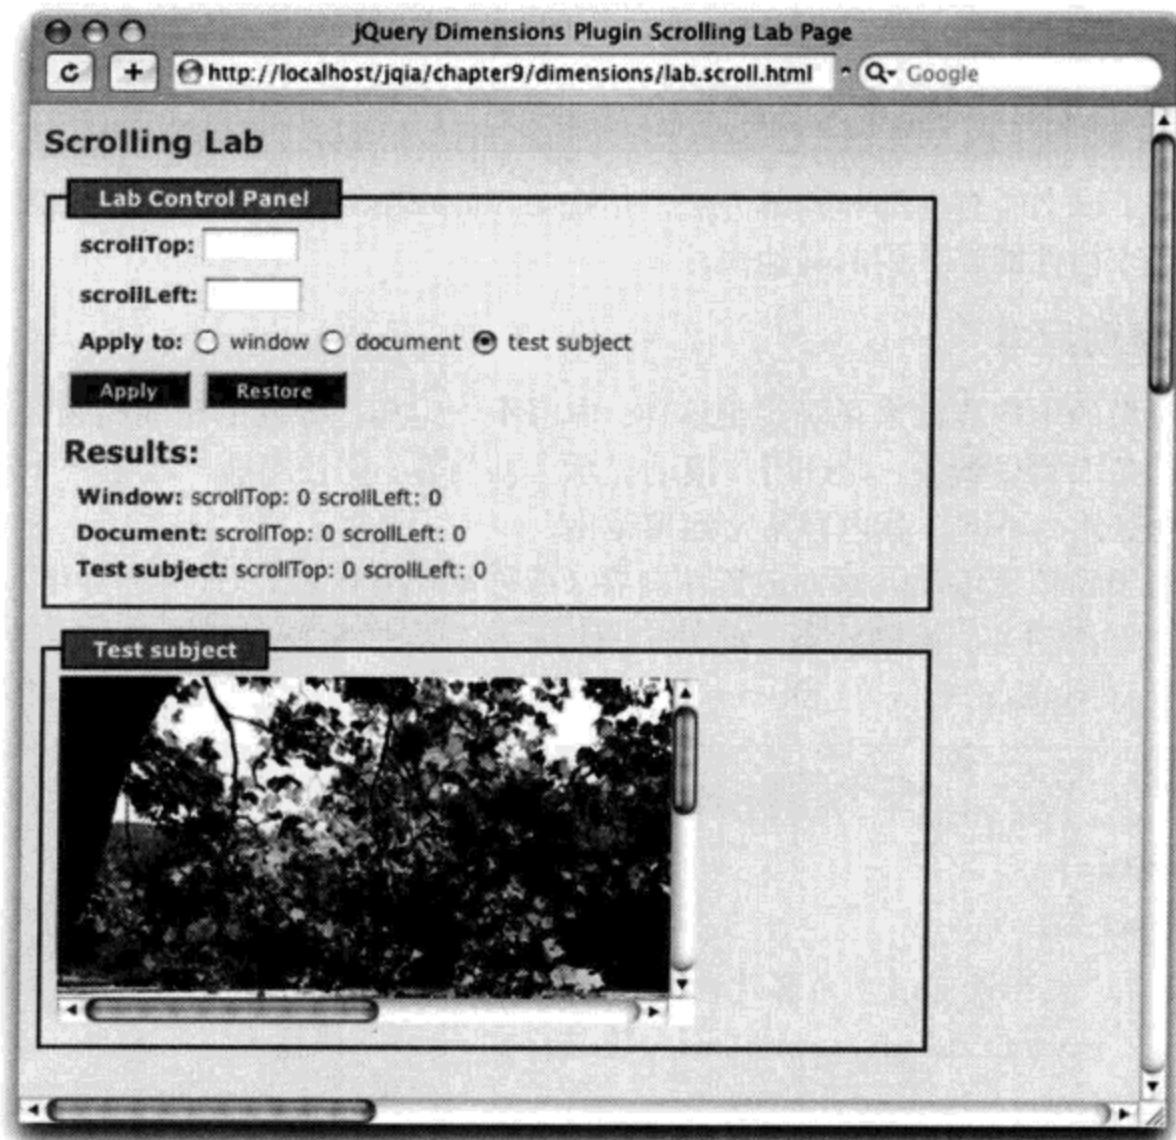 jQuery Dimensions Plugin Scrolling Lab Page
http://localhost/jqia/chapter9/dimensions/lab.scroll.html Google
Scrolling Lab
Lab Control Panel
scrollTop:
scrollLeft:
Apply to: window document test subject
Apply Restore
Results:
Window: scrollTop: 0 scrollLeft: 0
Document: scrollTop: 0 scrollLeft: 0
Test subject: scrollTop: 0 scrollLeft: 0
Test subject